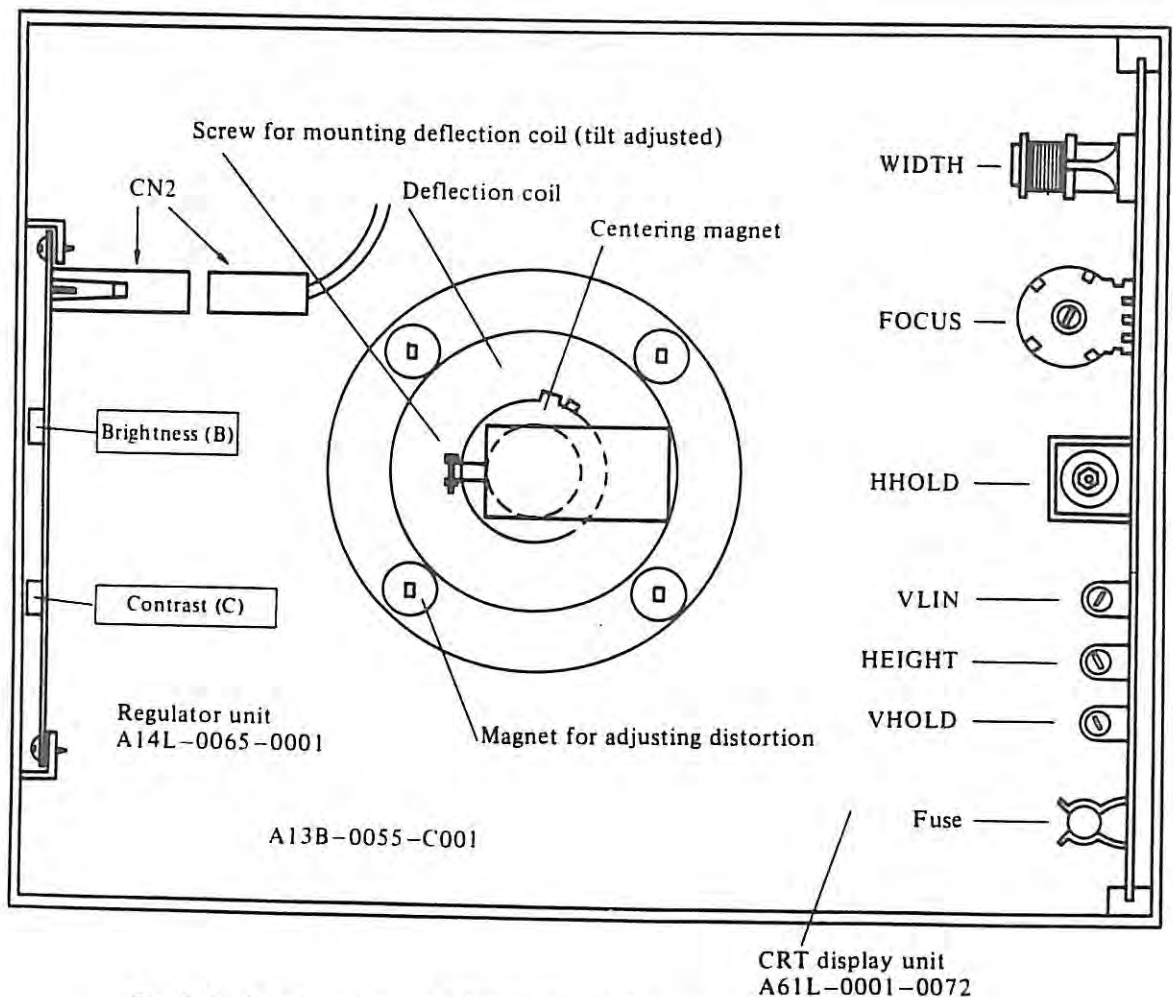 Screw for mounting deflection coil (tilt adjusted)
WIDTH
CN2
Deflection coil
Centering magnet
FOCUS
Brightness (B)
HHOLD
Contrast (C)
VLIN
HEIGHT
Regulator unit
A14L-0065-0001
VHOLD
Magnet for adjusting distortion
Fuse
A13B-0055-C001
CRT display unit
A61L-0001-0072